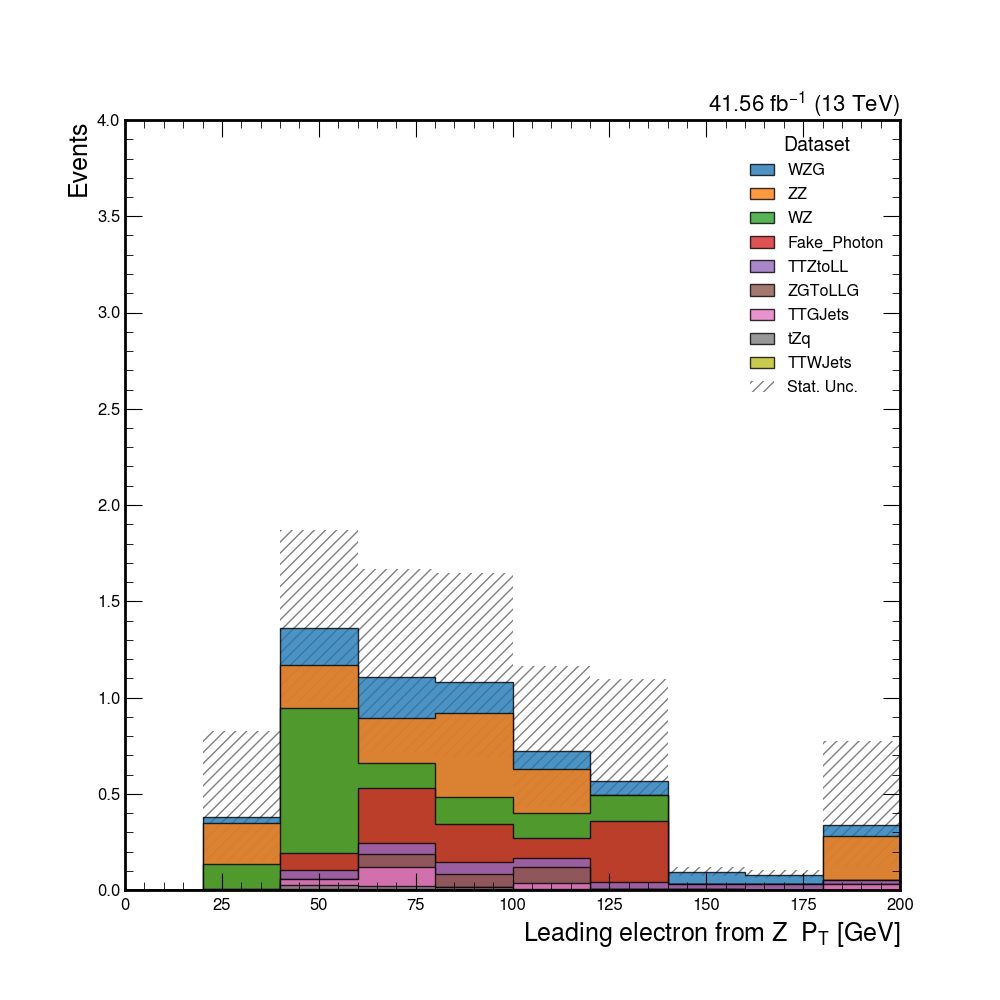 41.56 fb⁻¹ (13 TeV)
Events
4.0
3.5
3.0
2.5
2.0
1.5
1.0
0.5
0.0
Dataset
WZG
ZZ
WZ
Fake_Photon
TTZtoLL
ZGToLLG
TTGJets
tZq
TTWJets
Stat. Unc.
0 25 50 75 100 125 150 175 200
Leading electron from Z P_T [GeV]